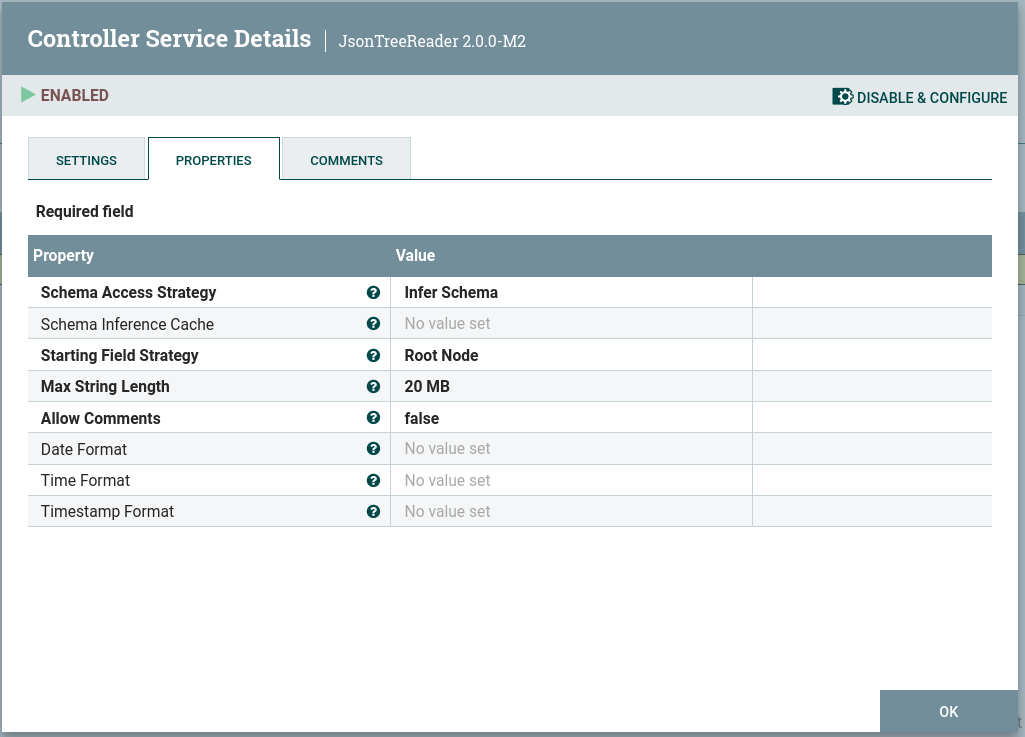 Controller Service Details | JsonTreeReader 2.0.0-M2
ENABLED DISABLE & CONFIGURE
SETTINGS PROPERTIES COMMENTS
Required field
Property Value
Schema Access Strategy Infer Schema
Schema Inference Cache No value set
Starting Field Strategy Root Node
Max String Length 20 MB
Allow Comments false
Date Format No value set
Time Format No value set
Timestamp Format No value set
OK